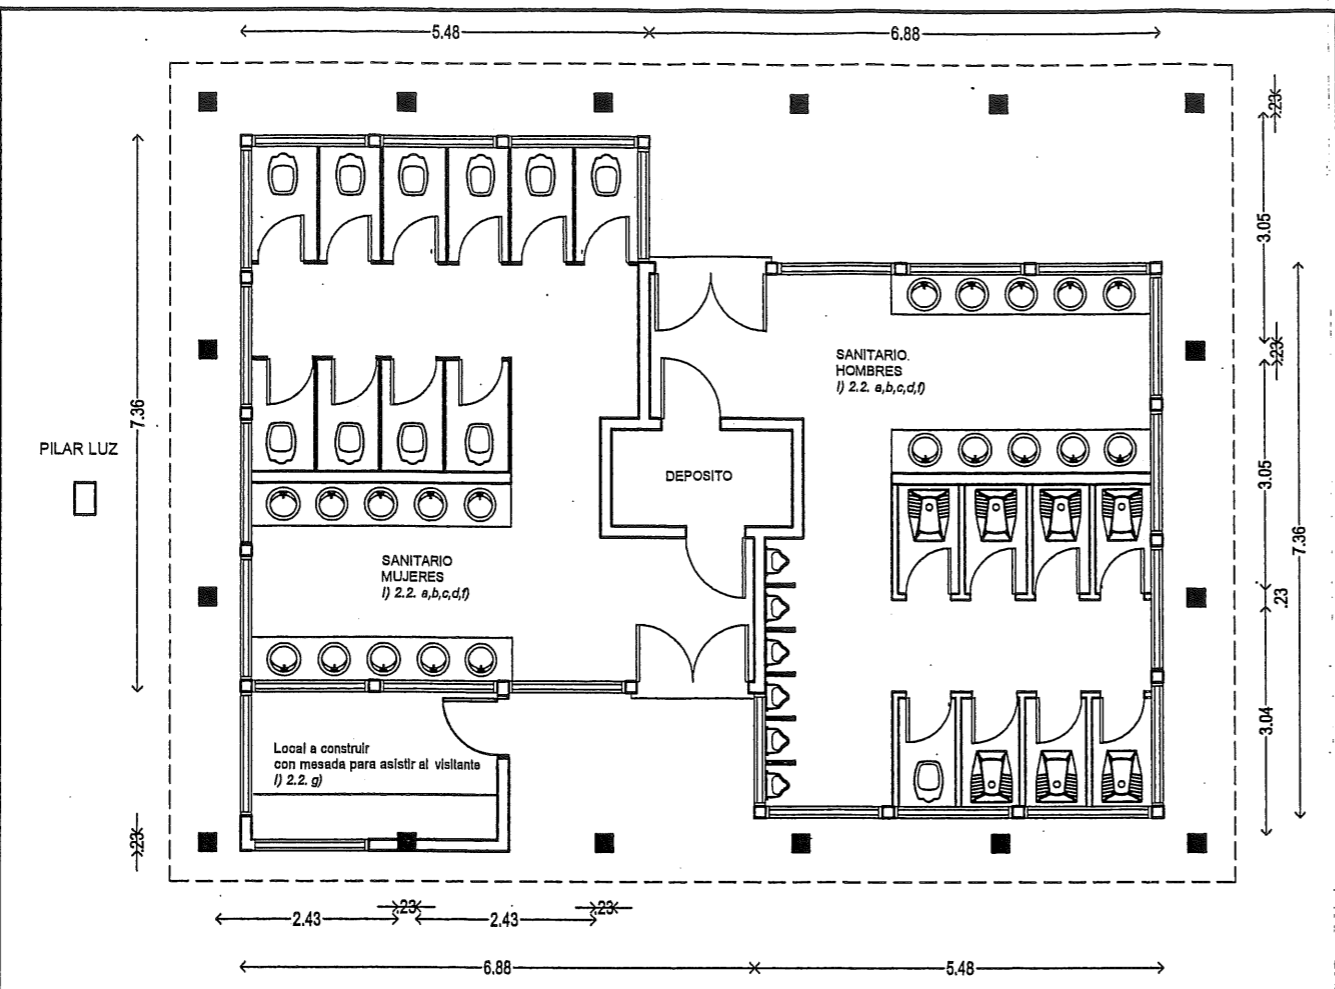 5.48
6.88
.23
3.05
SANITARIO.
HOMBRES
I) 2.2. a,b,c,d,f)
.23
7.36
PILAR LUZ
DEPOSITO
3.05
7.36
SANITARIO
MUJERES
I) 2.2. a,b,c,d,f)
.23
3.04
Local a construir
con mesada para asistir al visitante
I) 2.2. g)
.23
2.43
.23
2.43
.23
6.88
5.48